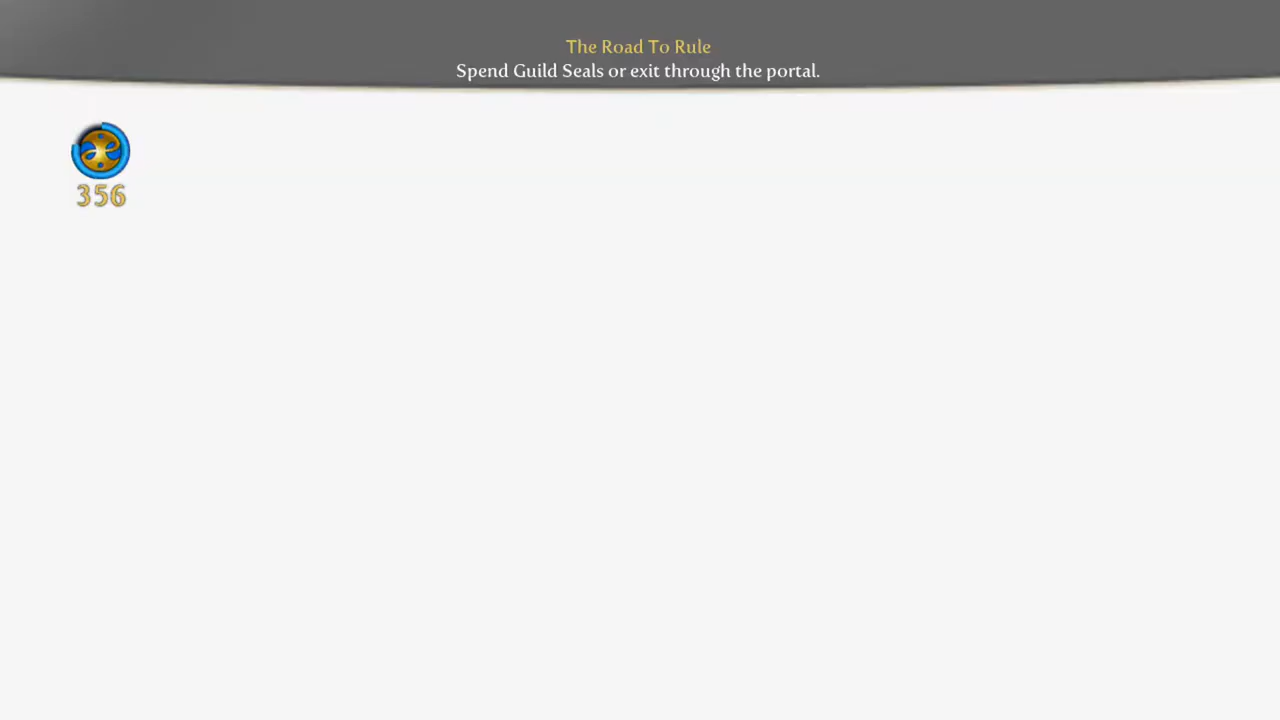 The Road To Rule
Spend Guild Seals or exit through the portal.
356